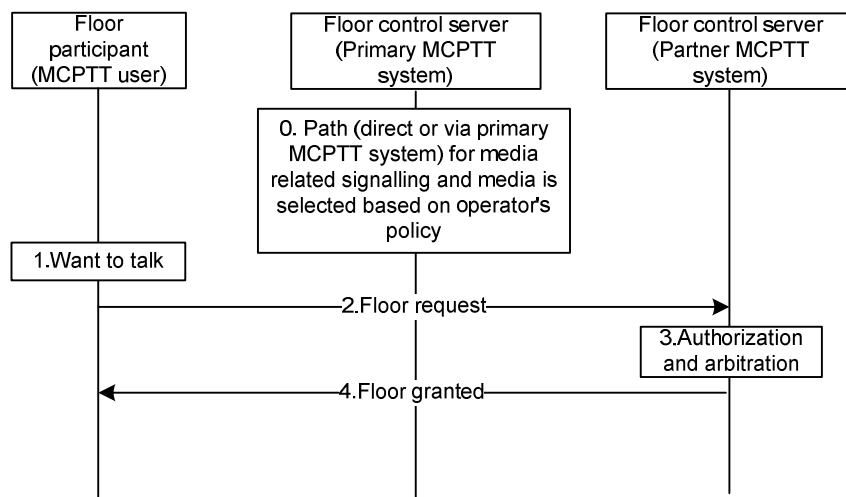 Floor
participant
(MCPTT user)
Floor control server
(Primary MCPTT
system)
Floor control server
(Partner MCPTT
system)
0. Path (direct or via primary
MCPTT system) for media
related signalling and media is
selected based on operator's
policy
1.Want to talk
2.Floor request
3.Authorization
and arbitration
4.Floor granted